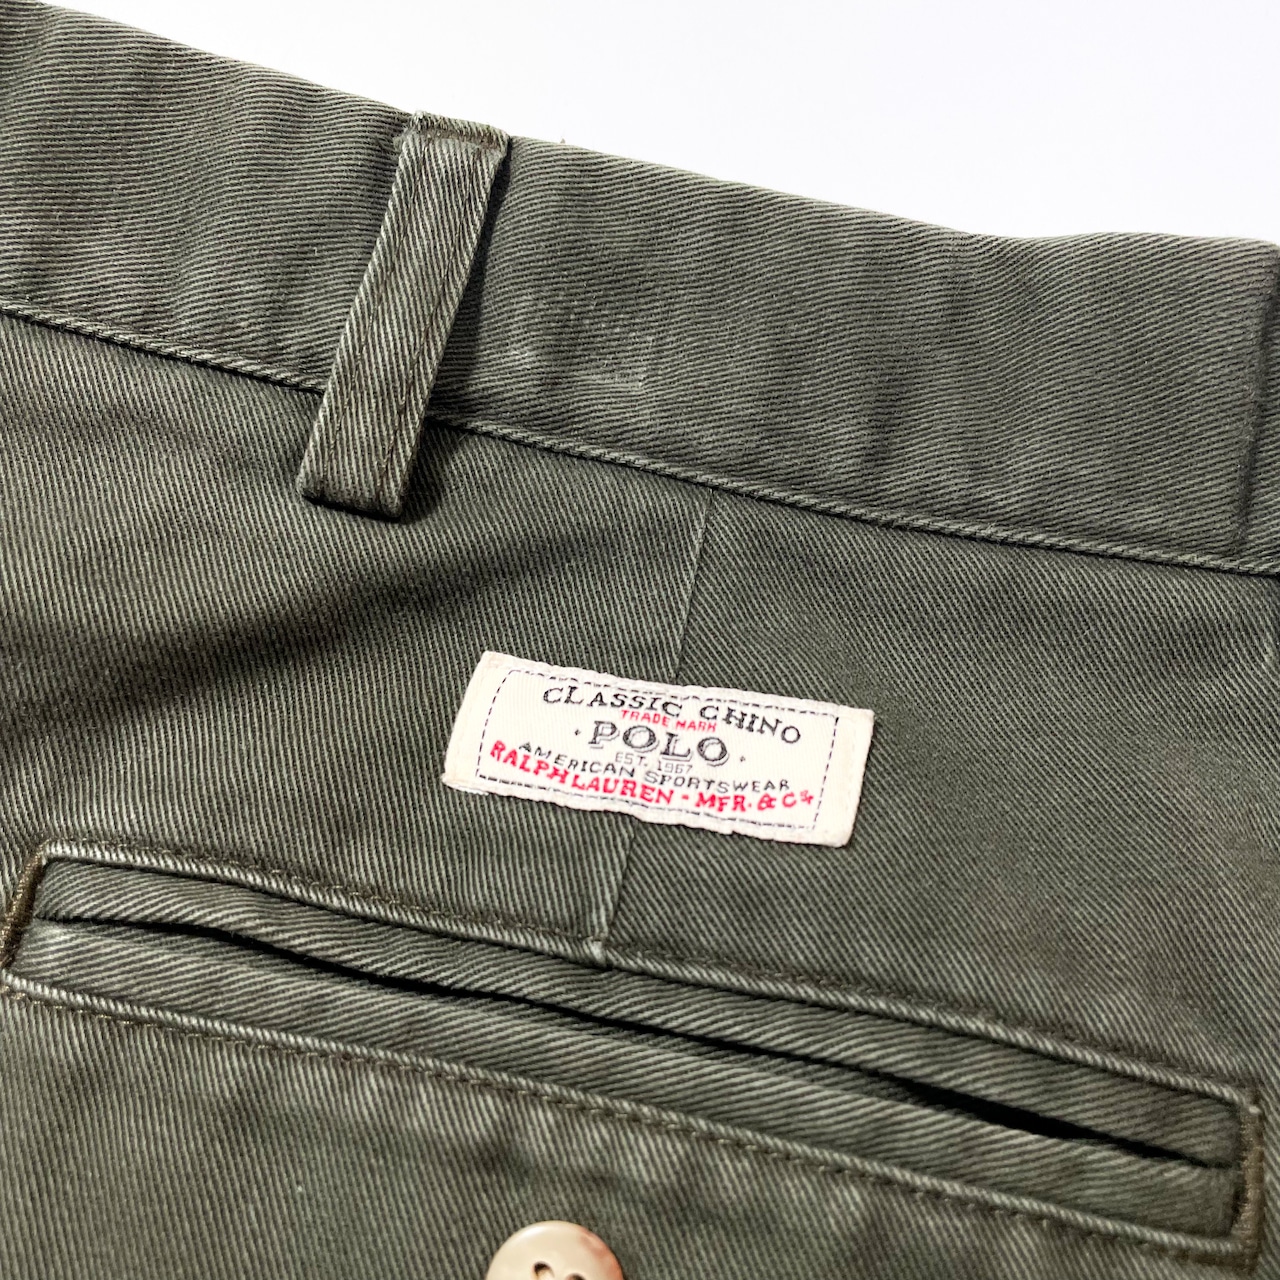 CLASSIC CHINO
TRADE MARK
· POLO ·
EST. 1967
AMERICAN SPORTSWEAR
RALPH LAUREN - MFR. & Co